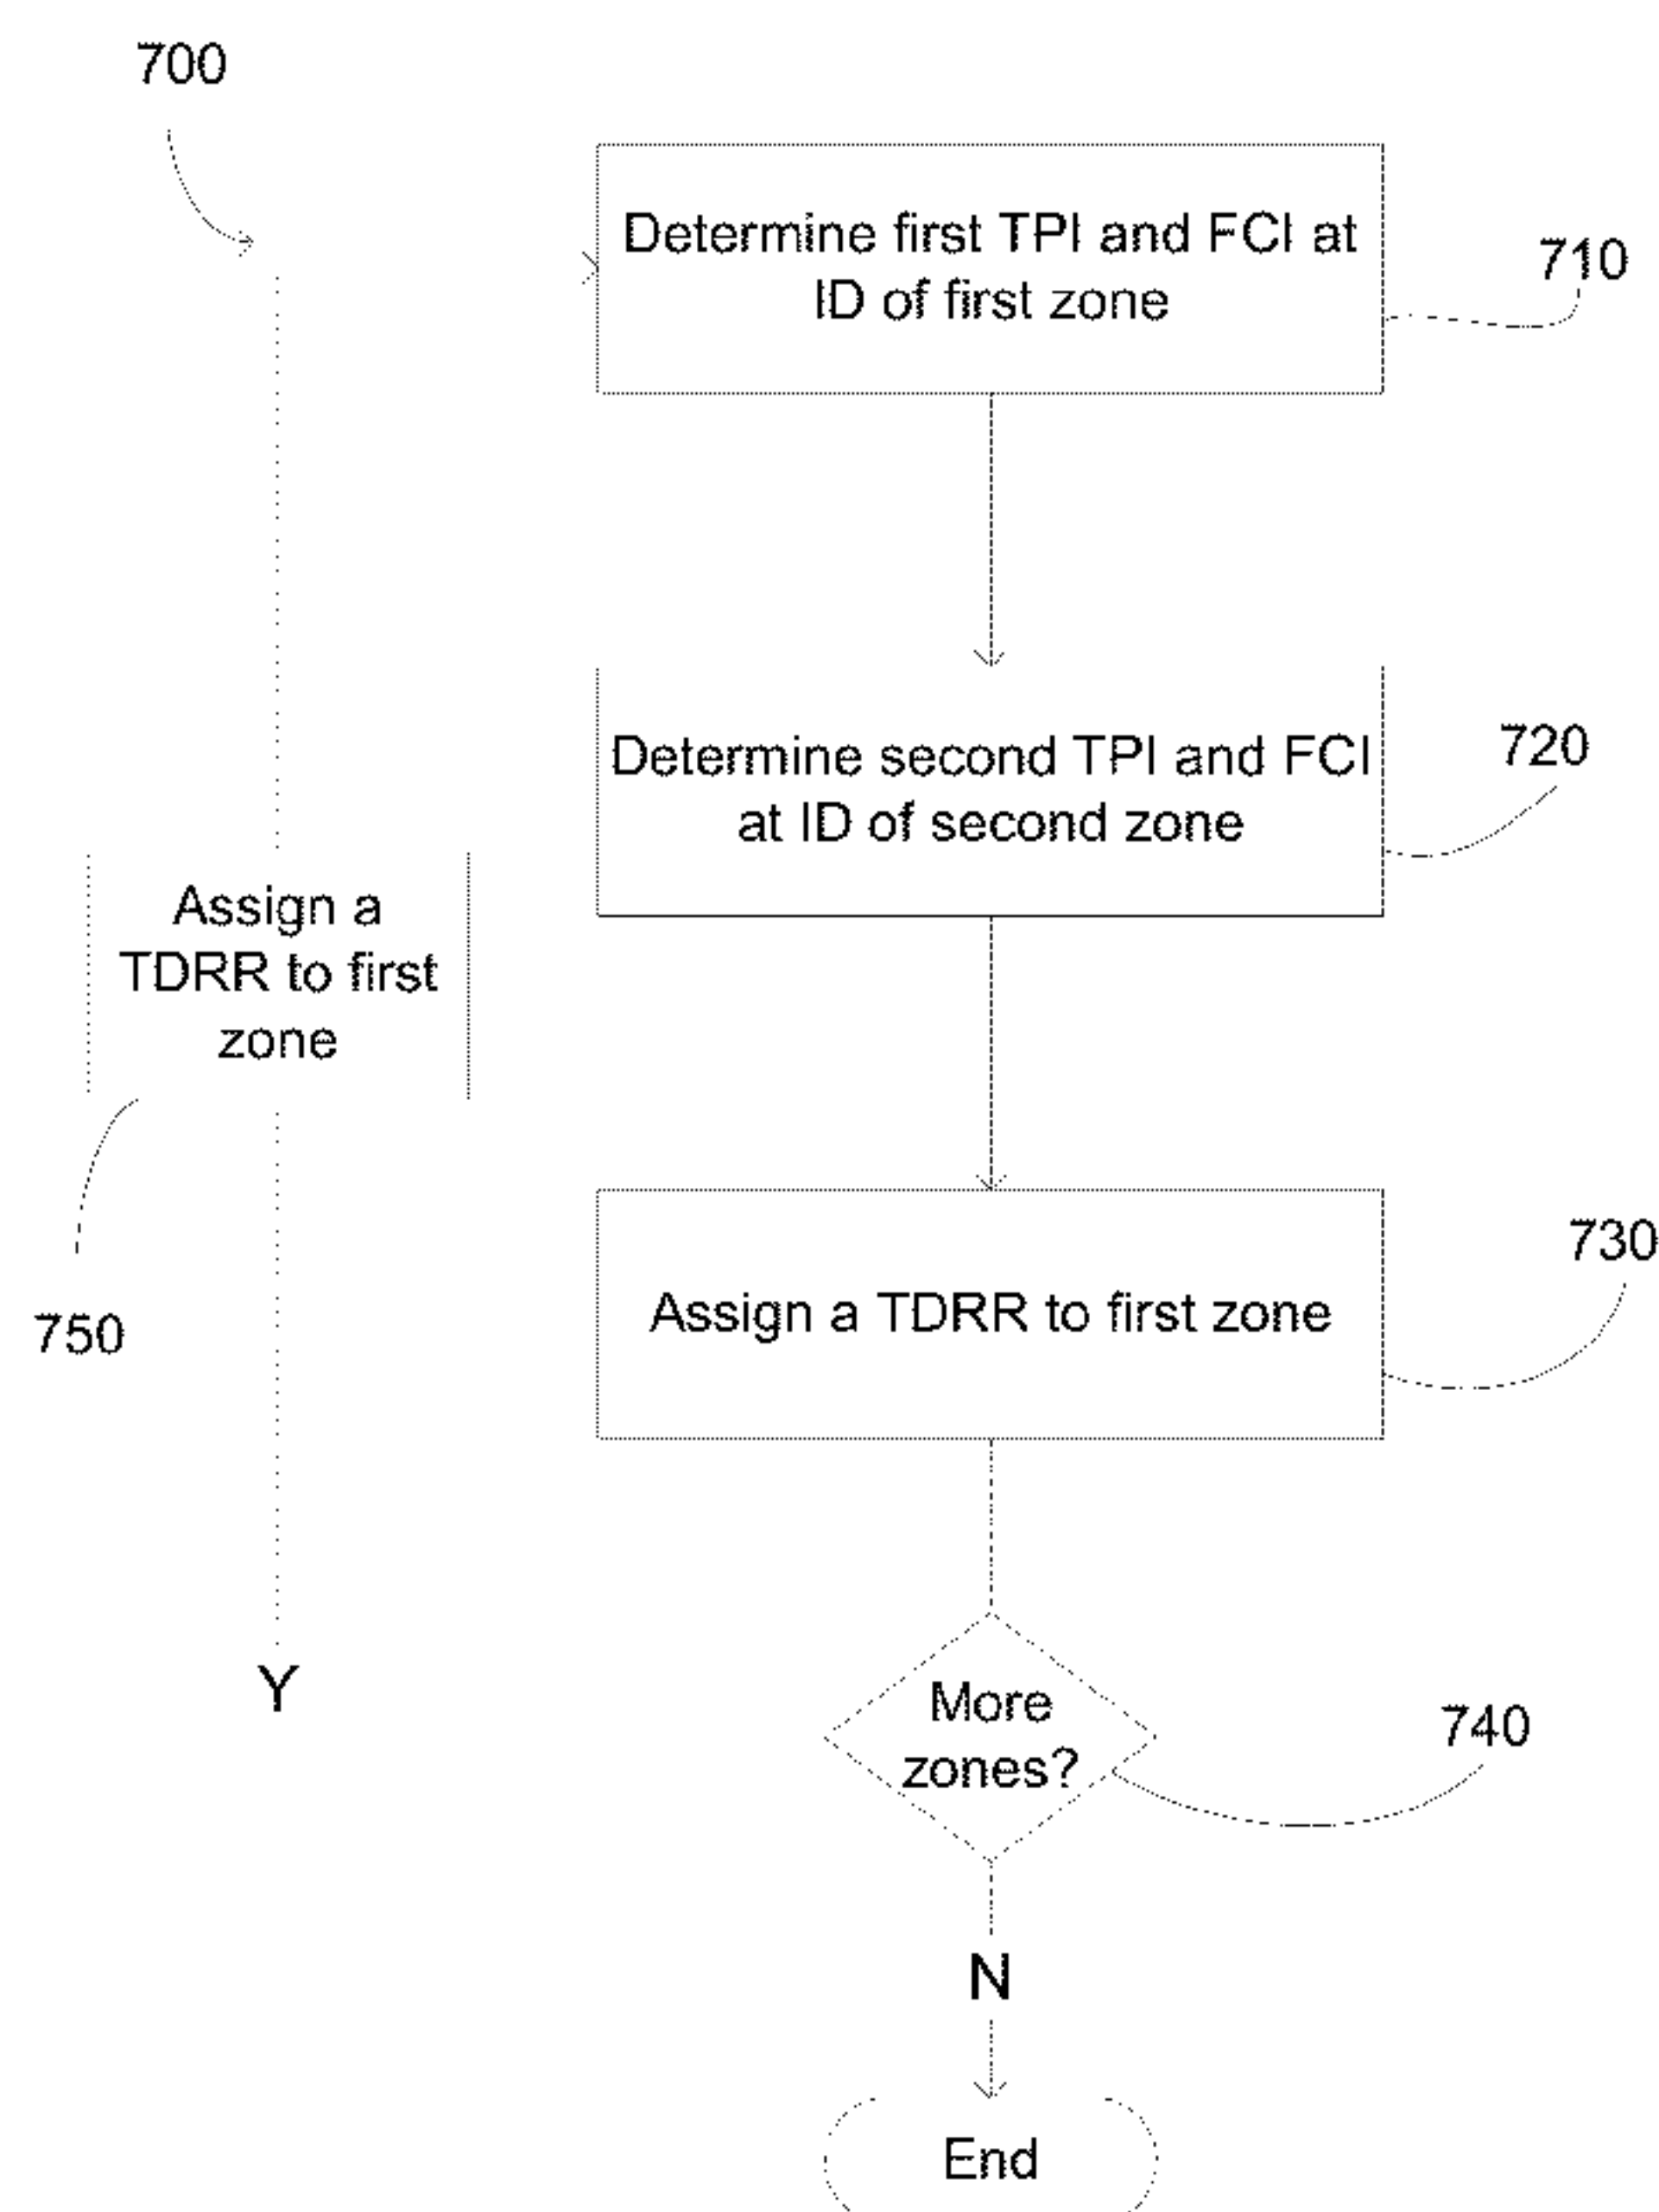 700
Determine first TPI and FCI at
ID of first zone
710
Determine second TPI and FCI
at ID of second zone
720
Assign a
TDRR to first
zone
750
Assign a TDRR to first zone
730
Y
More
zones?
740
N
End